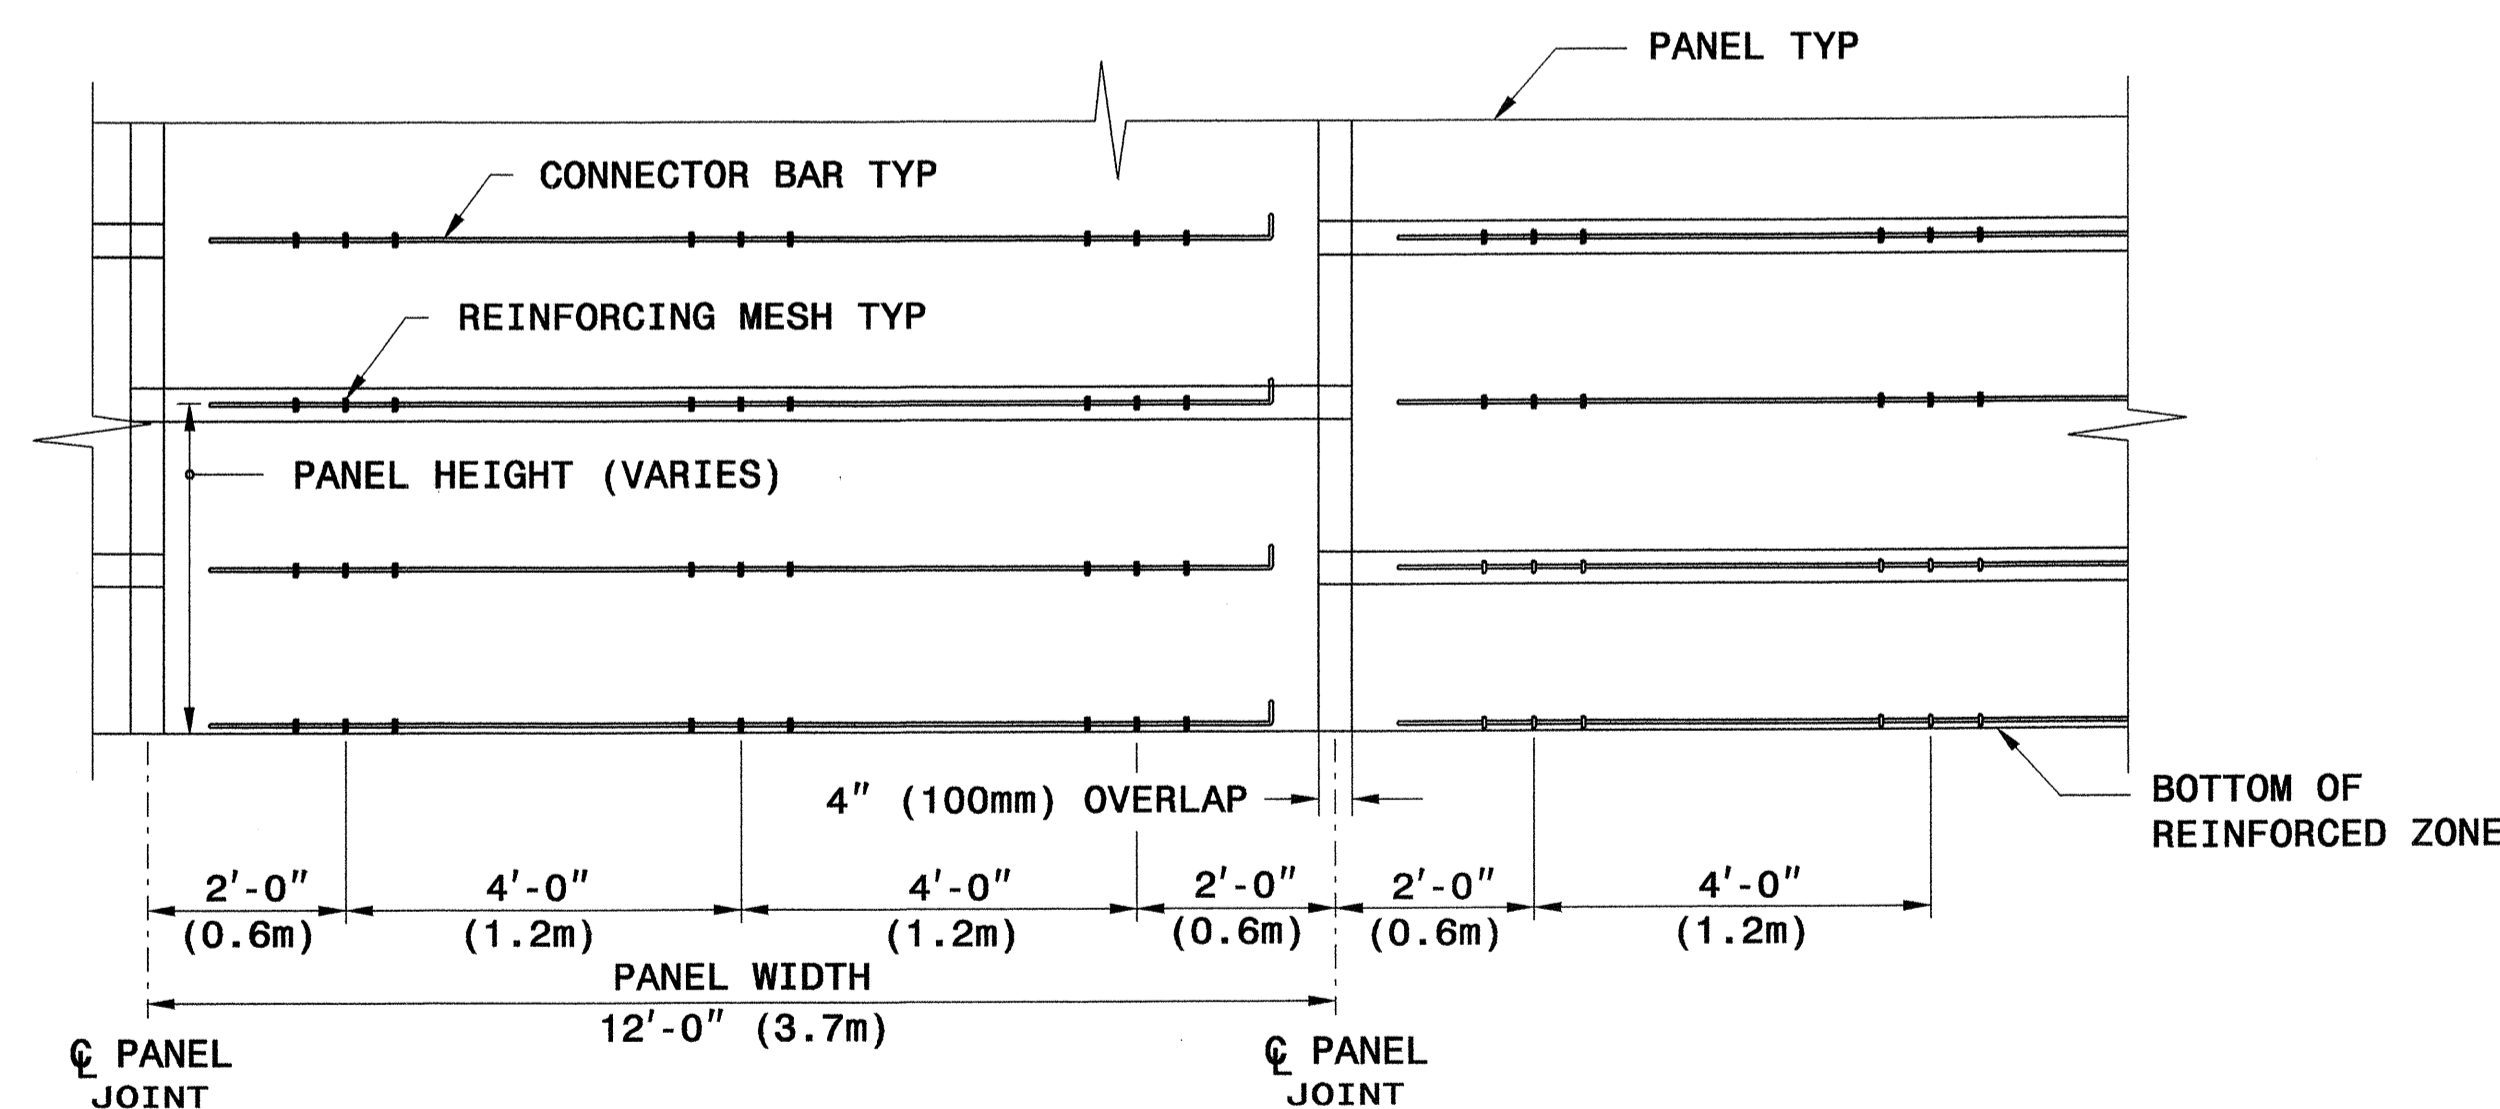 PANEL TYP
CONNECTOR BAR TYP
REINFORCING MESH TYP
PANEL HEIGHT (VARIES)
4" (100mm) OVERLAP
BOTTOM OF
REINFORCED ZONE
2'-0" 4'-0" 4'-0" 2'-0" 2'-0" 4'-0"
(0.6m) (1.2m) (1.2m) (0.6m) (0.6m) (1.2m)
PANEL WIDTH
12'-0" (3.7m)
℄ PANEL
JOINT
℄ PANEL
JOINT